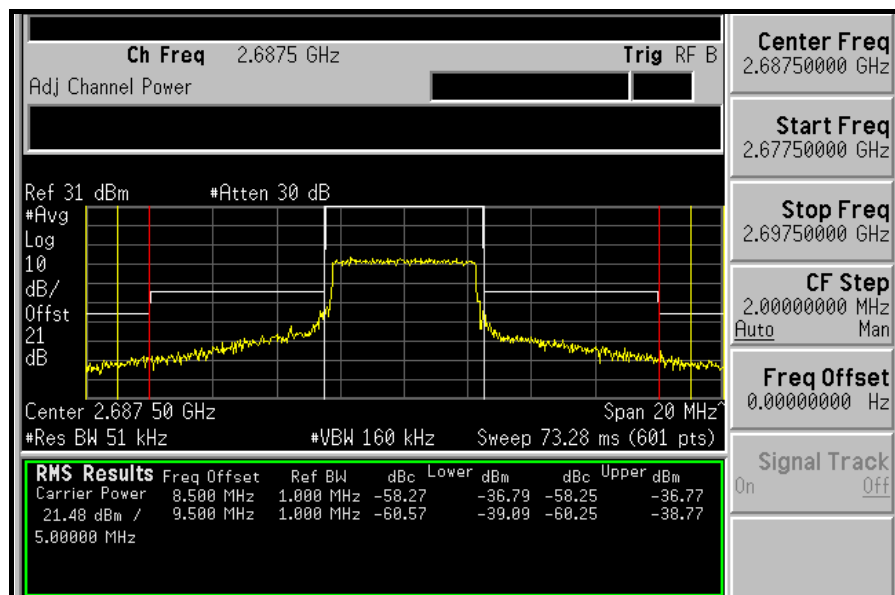 Ch Freq 2.6875 GHz Trig RF B
Adj Channel Power
Ref 31 dBm #Atten 30 dB
#Avg
Log
10
dB/
Offst
21
dB
Center 2.687 50 GHz Span 20 MHz^
#Res BW 51 kHz #VBW 160 kHz Sweep 73.28 ms (601 pts)
RMS Results Freq Offset Ref BW dBc Lower dBm dBc Upper dBm
Carrier Power 8.500 MHz 1.000 MHz -58.27 -36.79 -58.25 -36.77
21.48 dBm / 9.500 MHz 1.000 MHz -60.57 -39.09 -60.25 -38.77
5.00000 MHz
Center Freq
2.68750000 GHz
Start Freq
2.67750000 GHz
Stop Freq
2.69750000 GHz
CF Step
2.00000000 MHz
Auto Man
Freq Offset
0.00000000 Hz
Signal Track
On Off